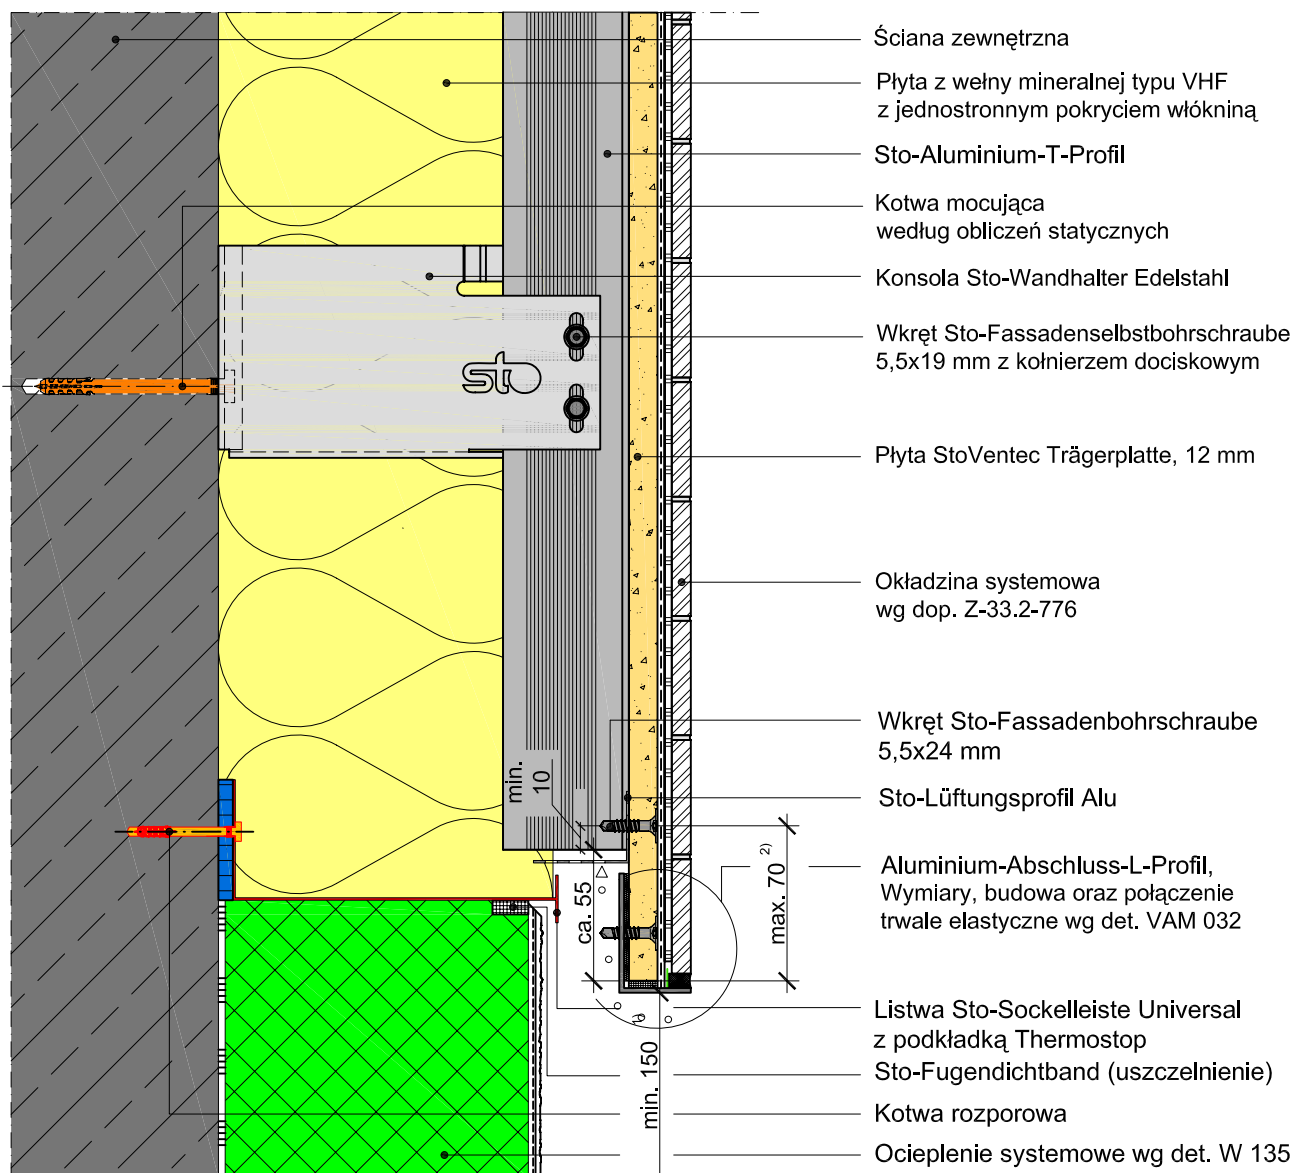 Ściana zewnętrzna
Płyta z wełny mineralnej typu VHF
z jednostronnym pokryciem włókniną
Sto-Aluminium-T-Profil
Kotwa mocująca
według obliczeń statycznych
Konsola Sto-Wandhalter Edelstahl
Wkręt Sto-Fassadenselbstbohrschraube
5,5x19 mm z kołnierzem dociskowym
sto
Płyta StoVentec Trägerplatte, 12 mm
Okładzina systemowa
wg dop. Z-33.2-776
Wkręt Sto-Fassadenbohrschraube
5,5x24 mm
min.
10
Sto-Lüftungsprofil Alu
Aluminium-Abschluss-L-Profil,
Wymiary, budowa oraz połączenie
trwale elastyczne wg det. VAM 032
ca. 55
max. 70 2)
Listwa Sto-Sockelleiste Universal
z podkładką Thermostop
Sto-Fugendichtband (uszczelnienie)
min. 150
Kotwa rozporowa
Ocieplenie systemowe wg det. W 135